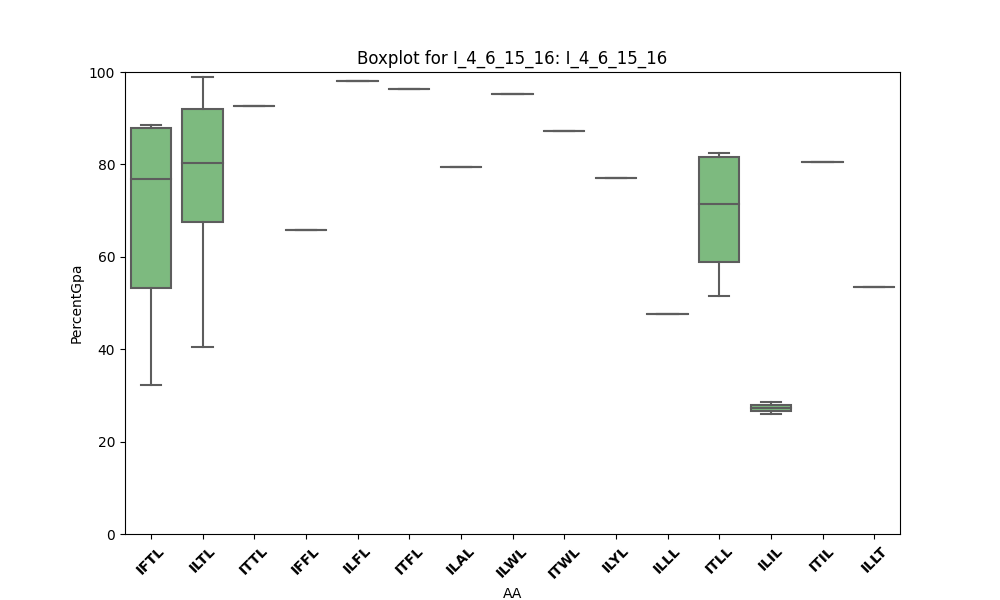 Boxplot for I_4_6_15_16: I_4_6_15_16
100
80
60
40
20
0
PercentGpa
IFTL
ILTL
ITTL
IFFL
ILFL
ITFL
ILAL
ILWL
ITWL
ILYL
ILLL
ITLL
ILIL
ITIL
ILLT
AA